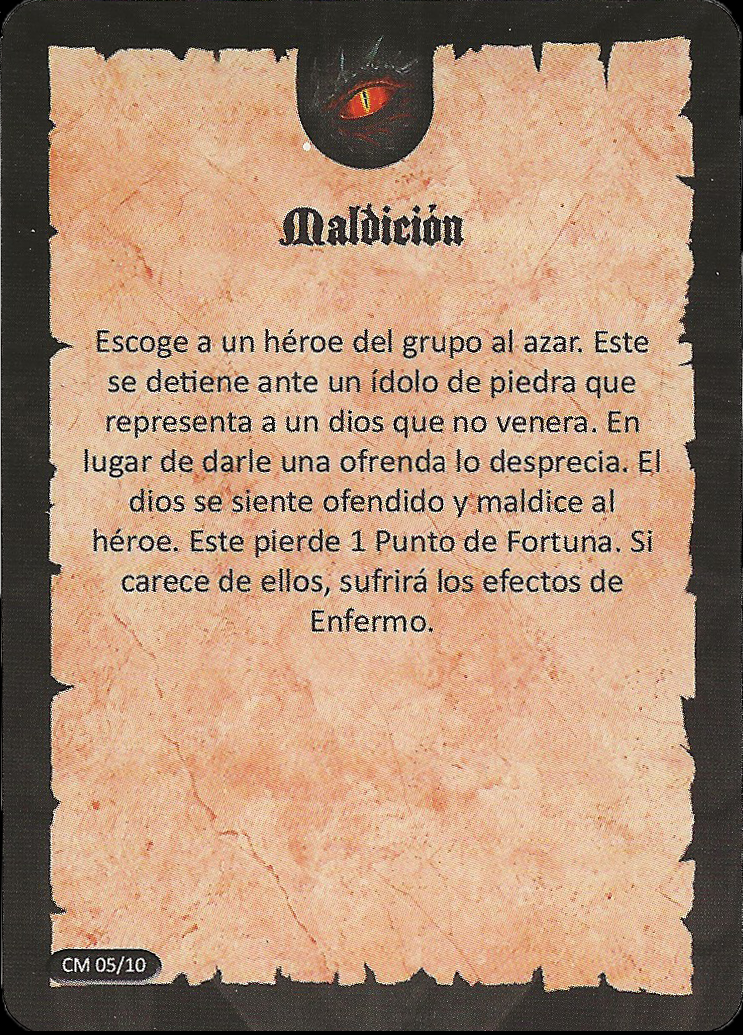 Maldición
Escoge a un héroe del grupo al azar. Este
se detiene ante un ídolo de piedra que
representa a un dios que no venera. En
lugar de darle una ofrenda lo desprecia. El
dios se siente ofendido y maldice al
héroe. Este pierde 1 Punto de Fortuna. Si
carece de ellos, sufrirá los efectos de
Enfermo.
CM 05/10